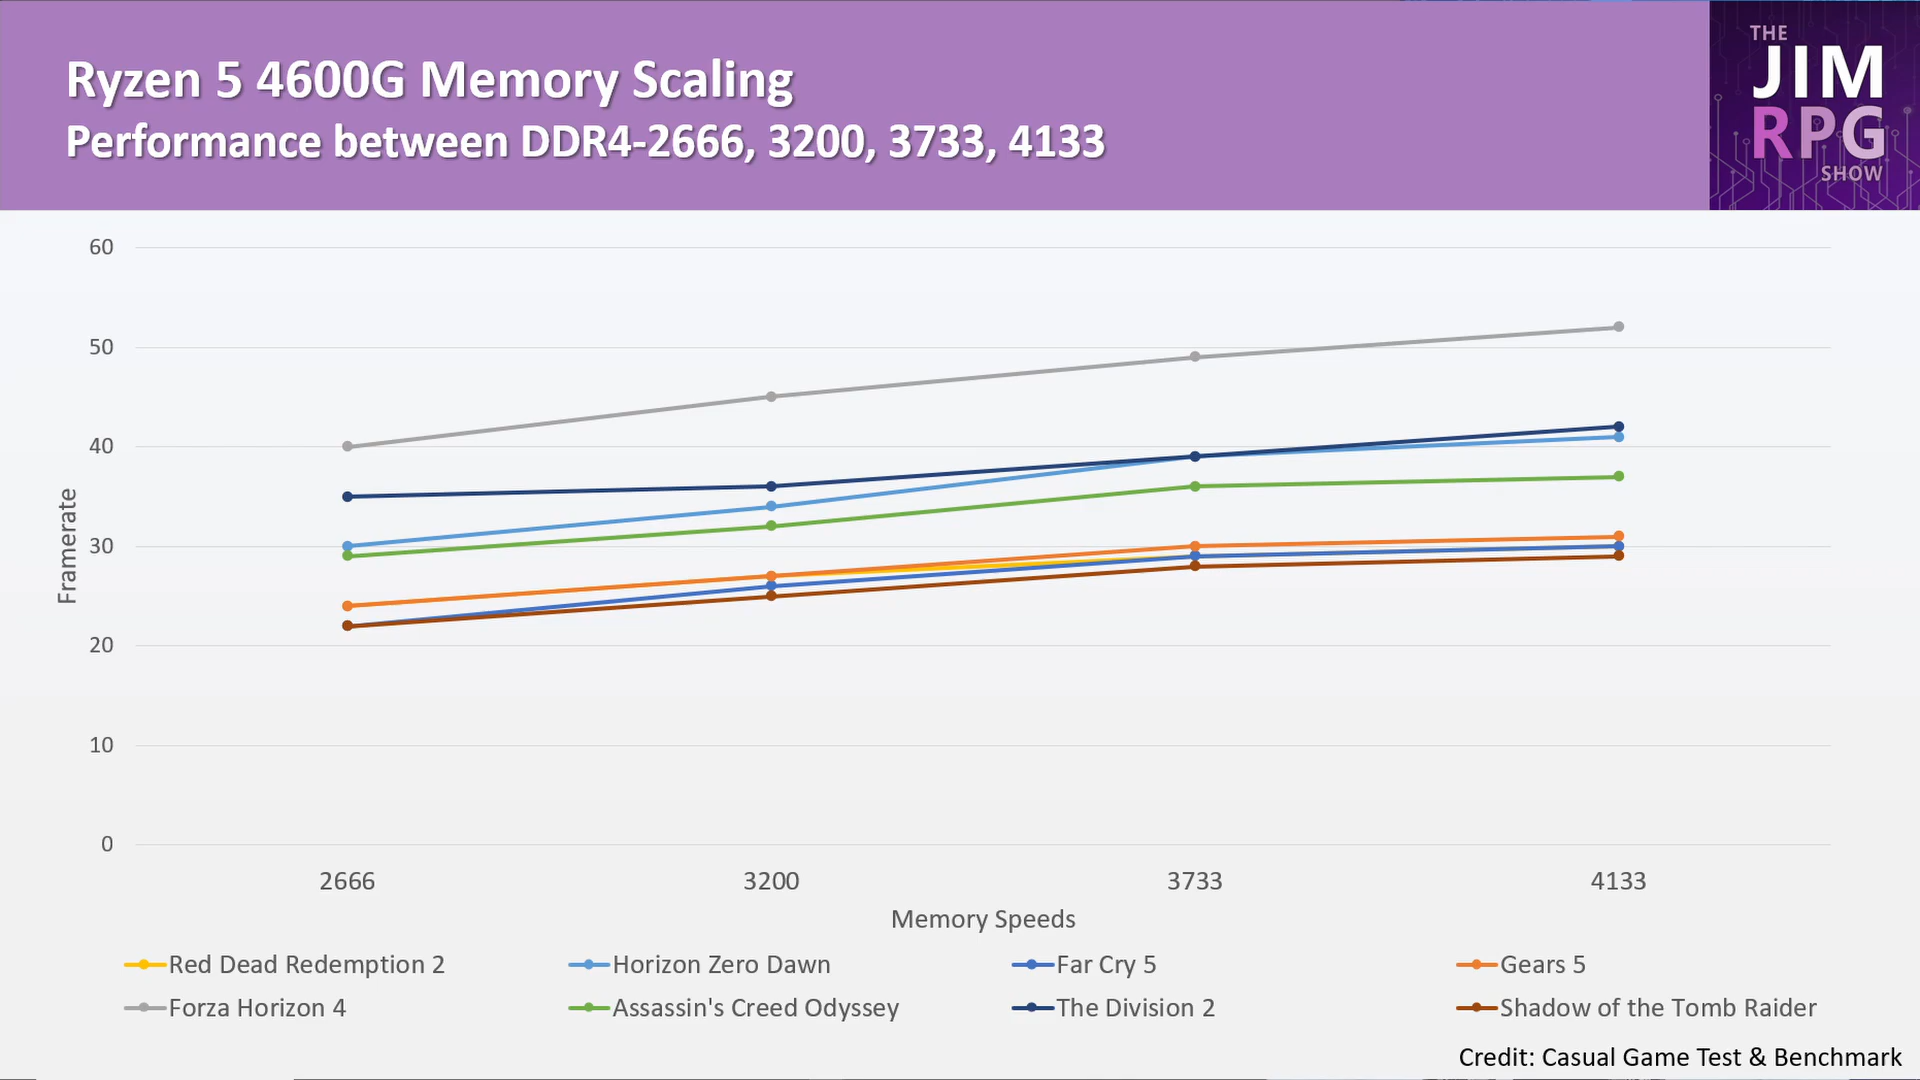 Ryzen 5 4600G Memory Scaling
Performance between DDR4-2666, 3200, 3733, 4133
THE
JIM
RPG
SHOW
60
50
40
30
20
10
0
Framerate
2666 3200 3733 4133
Memory Speeds
Red Dead Redemption 2 Horizon Zero Dawn Far Cry 5 Gears 5
Forza Horizon 4 Assassin's Creed Odyssey The Division 2 Shadow of the Tomb Raider
Credit: Casual Game Test & Benchmark